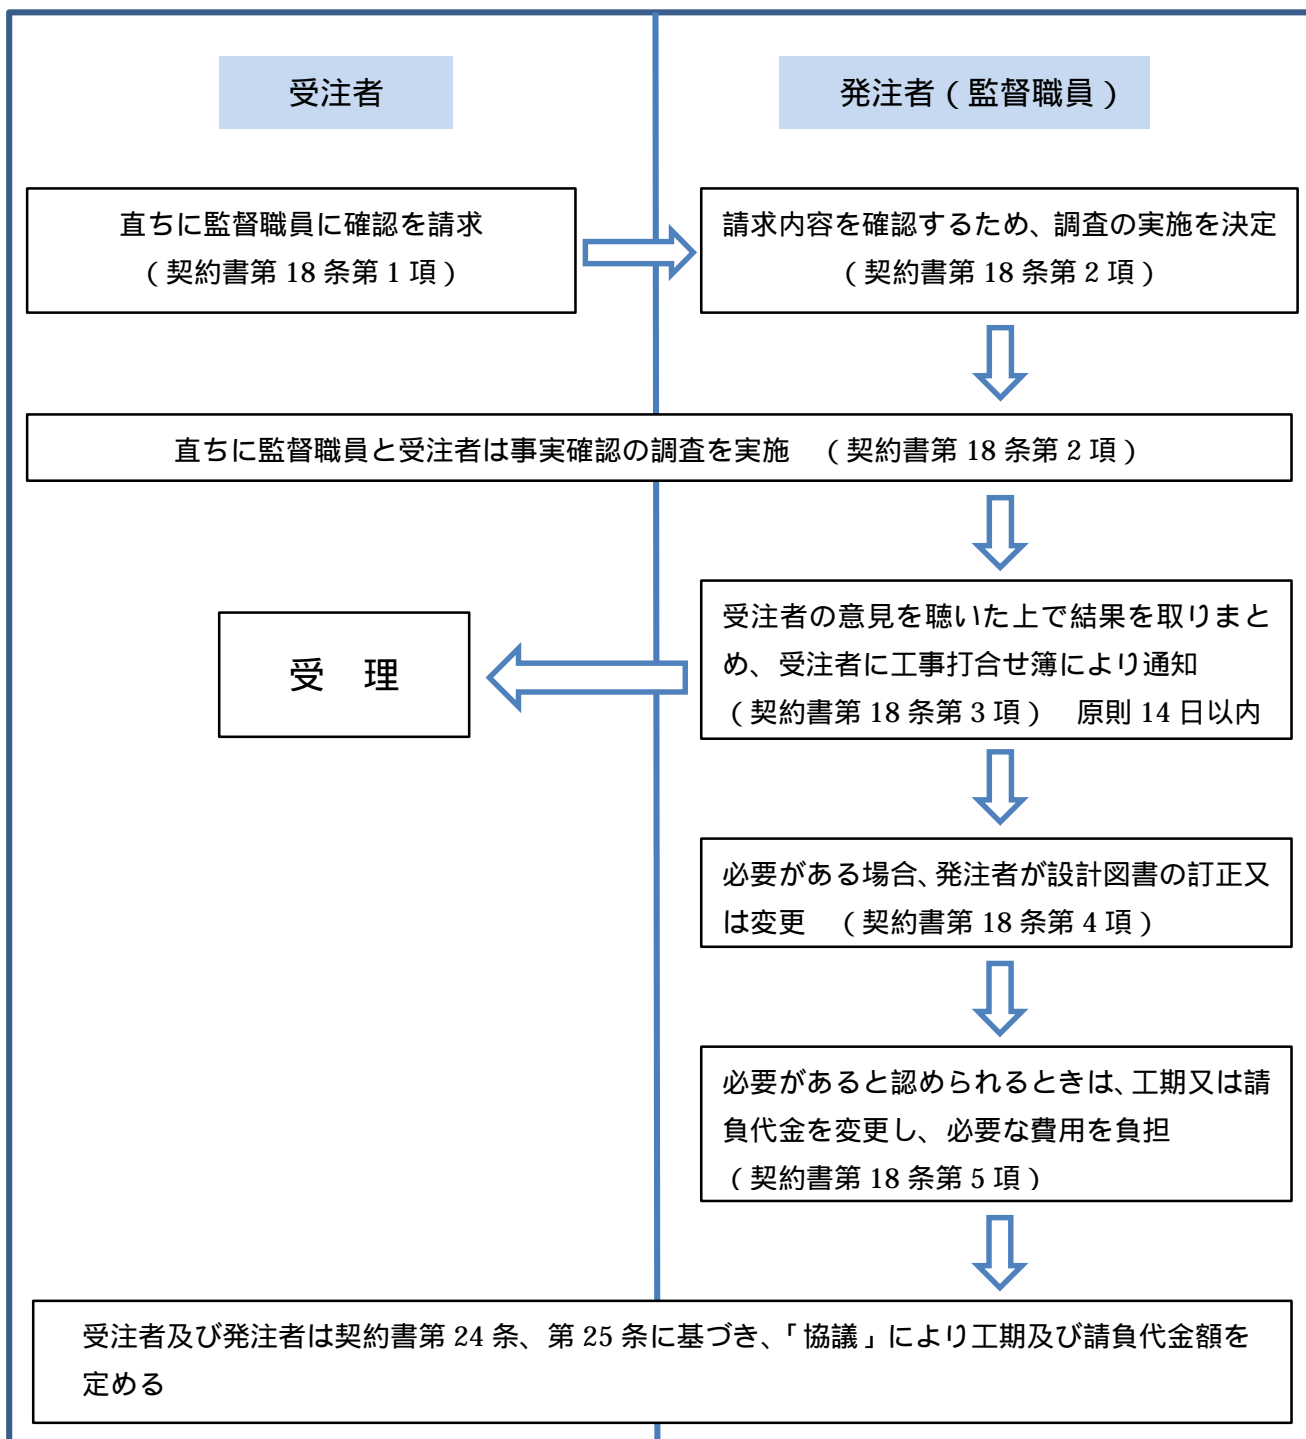 受注者
発注者（監督職員）
直ちに監督職員に確認を請求
（契約書第 18 条第 1 項）
請求内容を確認するため、調査の実施を決定
（契約書第 18 条第 2 項）
直ちに監督職員と受注者は事実確認の調査を実施　（契約書第 18 条第 2 項）
受注者の意見を聴いた上で結果を取りまと
め、受注者に工事打合せ簿により通知
（契約書第 18 条第 3 項）　原則 14 日以内
受　理
必要がある場合、発注者が設計図書の訂正又
は変更　（契約書第 18 条第 4 項）
必要があると認められるときは、工期又は請
負代金を変更し、必要な費用を負担
（契約書第 18 条第 5 項）
受注者及び発注者は契約書第 24 条、第 25 条に基づき、「協議」により工期及び請負代金額を
定める